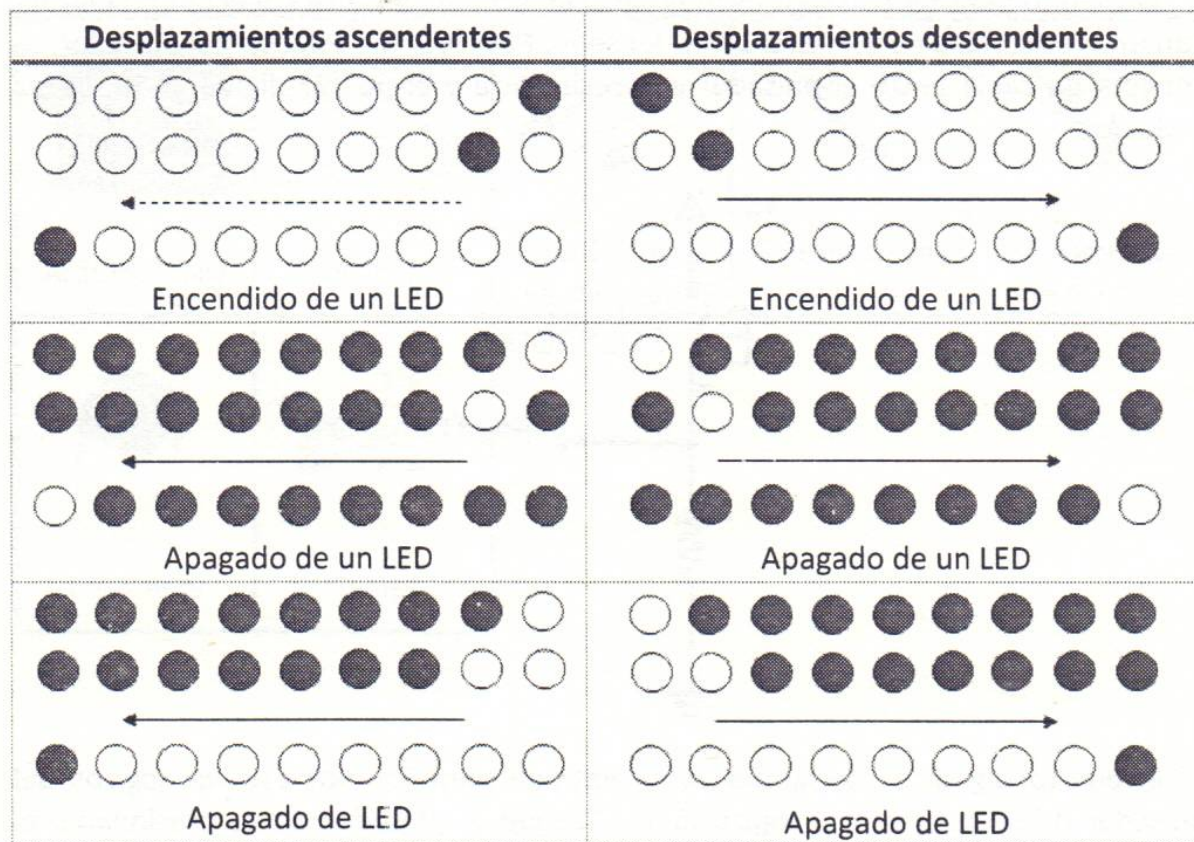 Desplazamientos ascendentes
Desplazamientos descendentes
Encendido de un LED
Encendido de un LED
Apagado de un LED
Apagado de un LED
Apagado de LED
Apagado de LED